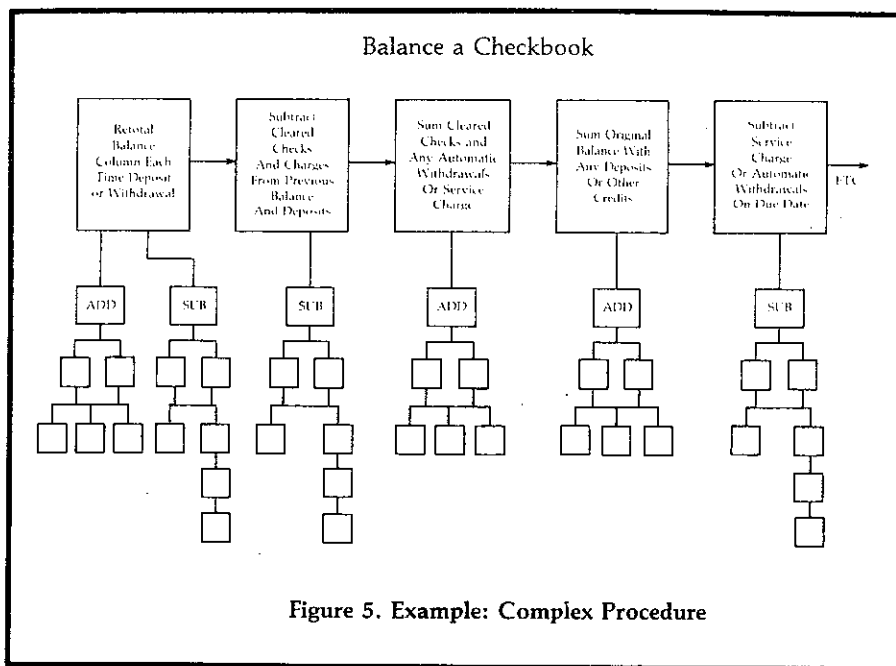 Balance a Checkbook
Retotal
Balance
Column Each
Time Deposit
or Withdrawal
Subtract
Cleared
Checks
And Charges
From Previous
Balance
And Deposits
Sum Cleared
Checks and
Any Automatic
Withdrawals
Or Service
Charge
Sum Original
Balance With
Any Deposits
Or Other
Credits
Subtract
Service
Charge
Or Automatic
Withdrawals
On Due Date
ETC
ADD
SUB
SUB
ADD
ADD
SUB
Figure 5. Example: Complex Procedure